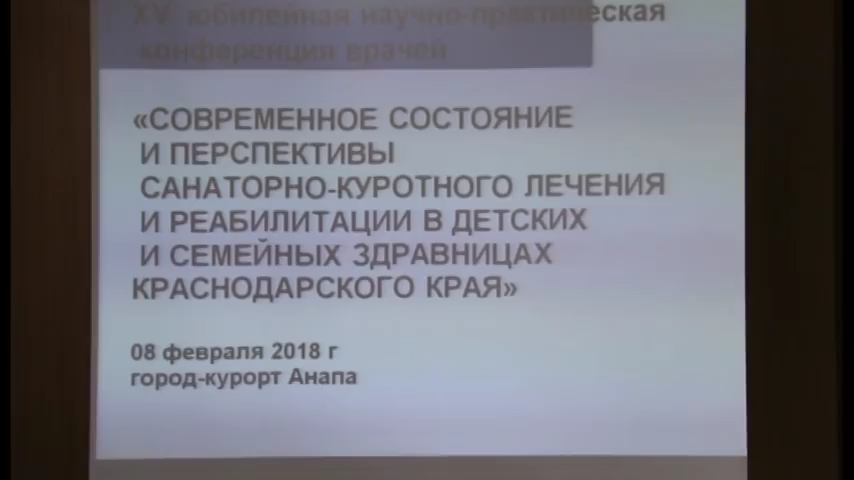 XV юбилейная научно-практическая
конференция врачей
«СОВРЕМЕННОЕ СОСТОЯНИЕ
И ПЕРСПЕКТИВЫ
САНАТОРНО-КУРОТНОГО ЛЕЧЕНИЯ
И РЕАБИЛИТАЦИИ В ДЕТСКИХ
И СЕМЕЙНЫХ ЗДРАВНИЦАХ
КРАСНОДАРСКОГО КРАЯ»
08 февраля 2018 г
город-курорт Анапа